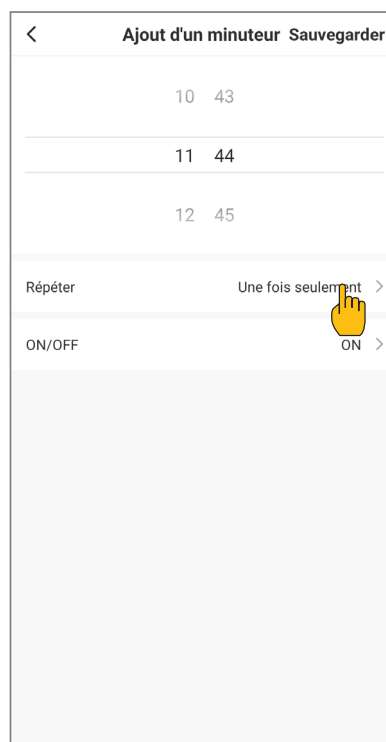 Ajout d'un minuteur Sauvegarder
10 43
11 44
12 45
Répéter Une fois seulement
ON/OFF ON